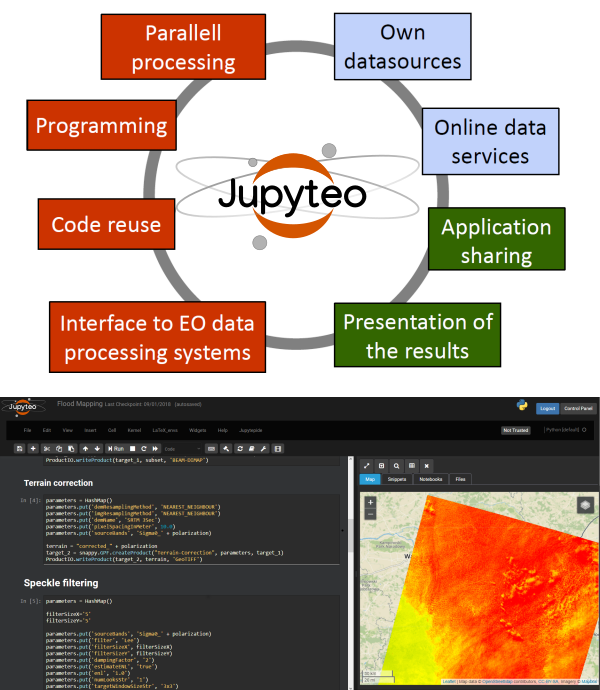 Parallell
processing
Own
datasources
Programming
Online data
services
Jupyteo
Code reuse
Application
sharing
Interface to EO data
processing systems
Presentation of
the results
Jupyteo
Flood Mapping Last Checkpoint: 09/01/2018 (autosaved)
Logout Control Panel
File Edit View Insert Cell Kernel LaTeX_envs Widgets Help Jupyteoide
Not Trusted | Python [default] O
Run
Code
ProductIO.writeProduct(target_1, subset, "BEAM-DIMAP")
Map Snippets Notebooks Files
Terrain correction
In [4]: parameters = HashMap()
parameters.put('demResamplingMethod', 'NEAREST_NEIGHBOUR')
parameters.put('imgResamplingMethod', 'NEAREST_NEIGHBOUR')
parameters.put('demName', 'SRTM 3Sec')
parameters.put('pixelSpacingInMeter', 10.0)
parameters.put('sourceBands', 'Sigma0_' + polarization)
terrain = "corrected_" + polarization
target_2 = snappy.GPF.createProduct("Terrain-Correction", parameters, target_1)
ProductIO.writeProduct(target_2, terrain, "GeoTIFF")
Speckle filtering
In [5]: parameters = HashMap()
filterSizeX='5'
filterSizeY='5'
parameters.put('sourceBands', 'Sigma0_' + polarization)
parameters.put('filter', 'Lee')
parameters.put('filterSizeX', filterSizeX)
parameters.put('filterSizeY', filterSizeY)
parameters.put('dampingFactor', '2')
parameters.put('estimateENL', 'true')
parameters.put('enl', '1.0')
parameters.put('numLooksStr', '1')
parameters.put('targetWindowSizeStr', '3x3')
+
−
50 km
20 mi
Leaflet | Map data © OpenStreetMap contributors, CC-BY-SA, Imagery © Mapbox